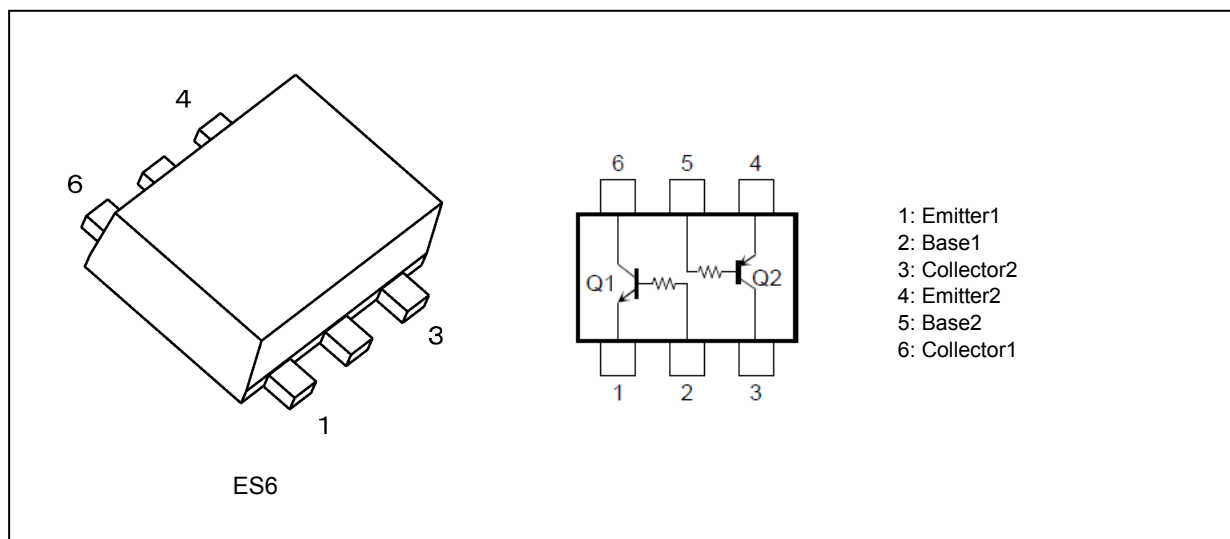 4
6
3
1
ES6
6 5 4
Q1 Q2
1 2 3
1: Emitter1
2: Base1
3: Collector2
4: Emitter2
5: Base2
6: Collector1